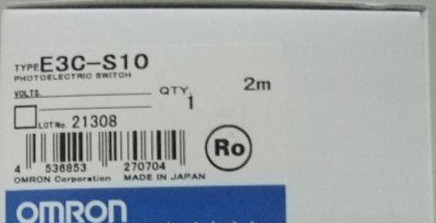 TYPE E3C-S10
PHOTOELECTRIC SWITCH
VOLTS.
QTY. 1
2m
LOT No. 21308
Ro
4 536853 270704
OMRON Corporation MADE IN JAPAN
OMRON